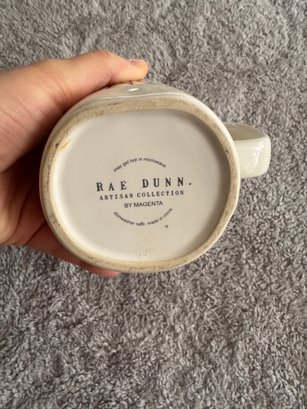 may get hot in microwave.
RAE DUNN.
ARTISAN COLLECTION
BY MAGENTA
dishwasher safe. made in china.